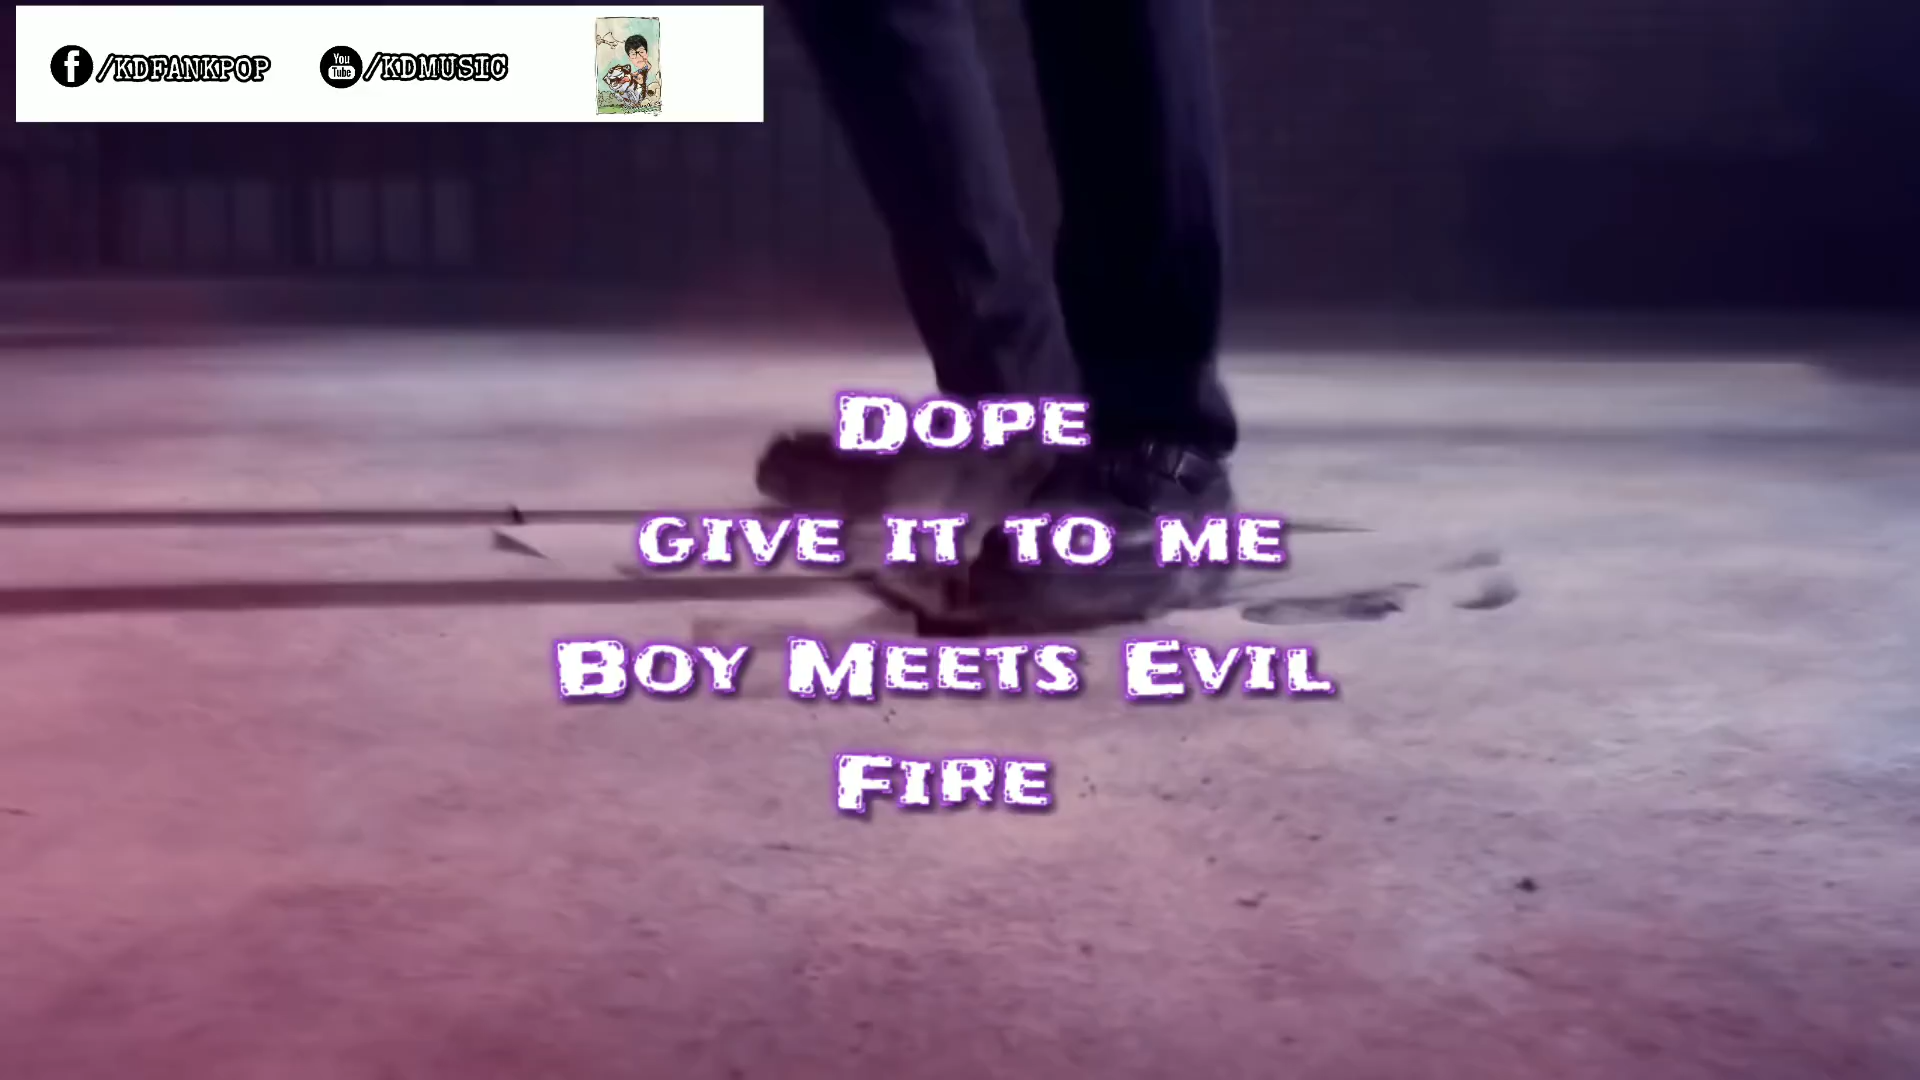 /KDFANKPOP
You Tube /KDMUSIC
DOPE
GIVE IT TO ME
BOY MEETS EVIL
FIRE